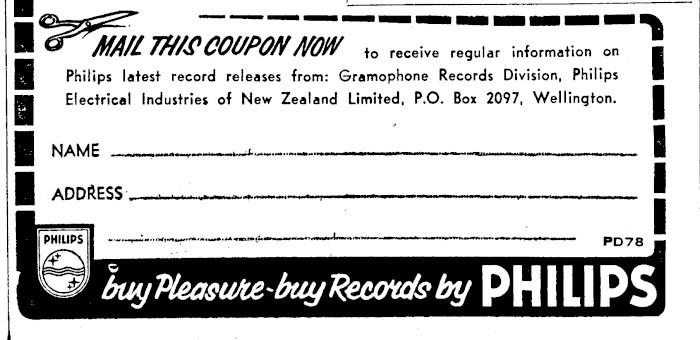 MAIL THIS COUPON NOW to receive regular information on
Philips latest record releases from: Gramophone Records Division, Philips
Electrical Industries of New Zealand Limited, P.O. Box 2097, Wellington.
NAME
ADDRESS
PD78
PHILIPS
buy Pleasure-buy Records by PHILIPS